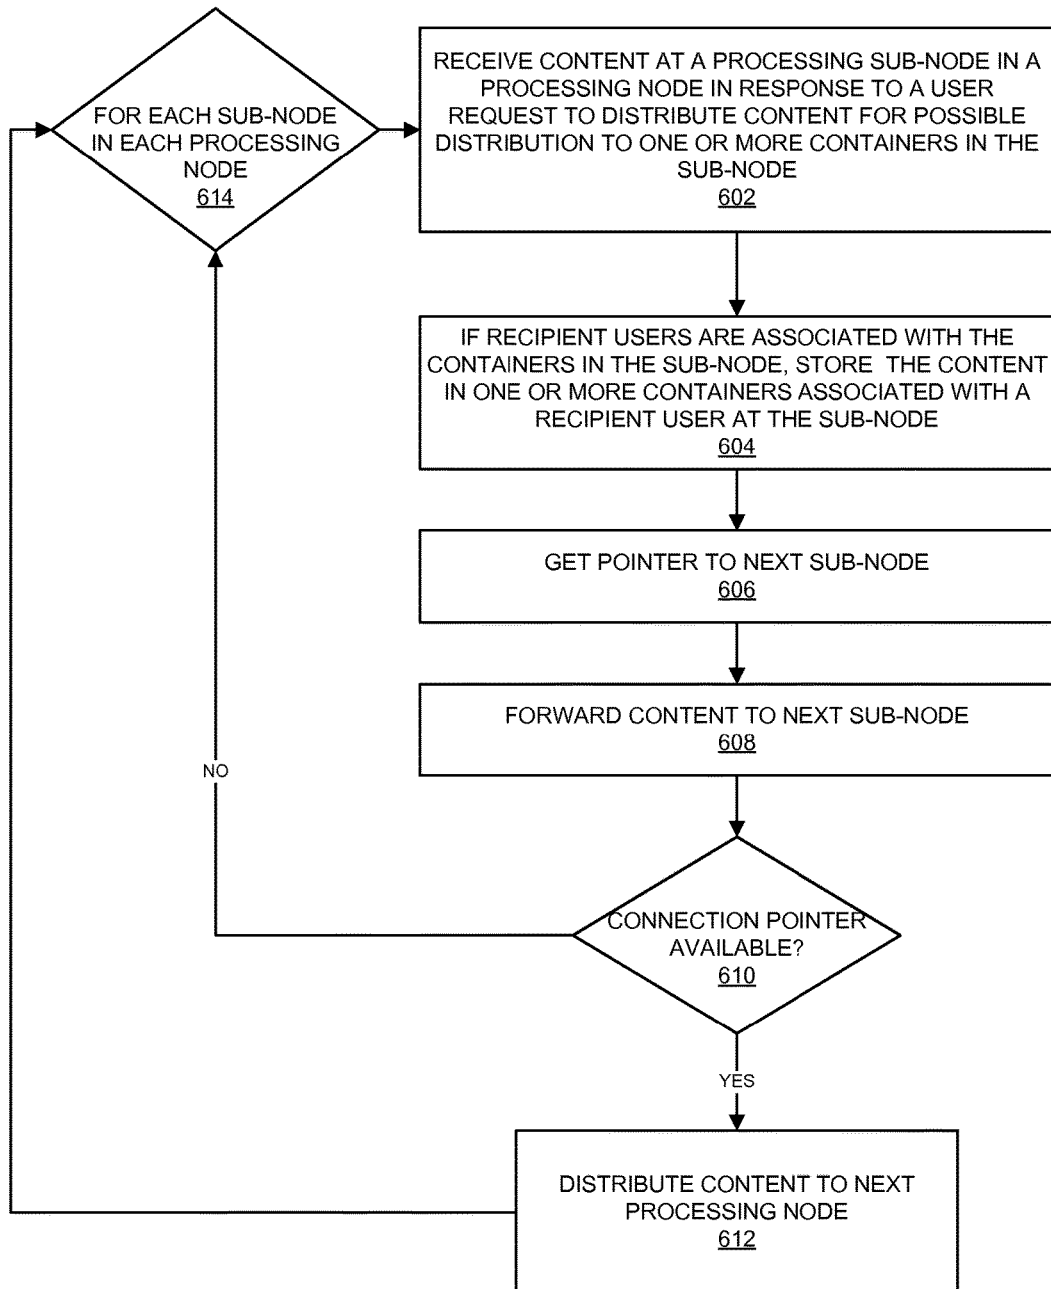 FOR EACH SUB-NODE
IN EACH PROCESSING
NODE
614
RECEIVE CONTENT AT A PROCESSING SUB-NODE IN A
PROCESSING NODE IN RESPONSE TO A USER
REQUEST TO DISTRIBUTE CONTENT FOR POSSIBLE
DISTRIBUTION TO ONE OR MORE CONTAINERS IN THE
SUB-NODE
602
IF RECIPIENT USERS ARE ASSOCIATED WITH THE
CONTAINERS IN THE SUB-NODE, STORE THE CONTENT
IN ONE OR MORE CONTAINERS ASSOCIATED WITH A
RECIPIENT USER AT THE SUB-NODE
604
GET POINTER TO NEXT SUB-NODE
606
FORWARD CONTENT TO NEXT SUB-NODE
608
NO
CONNECTION POINTER
AVAILABLE?
610
YES
DISTRIBUTE CONTENT TO NEXT
PROCESSING NODE
612